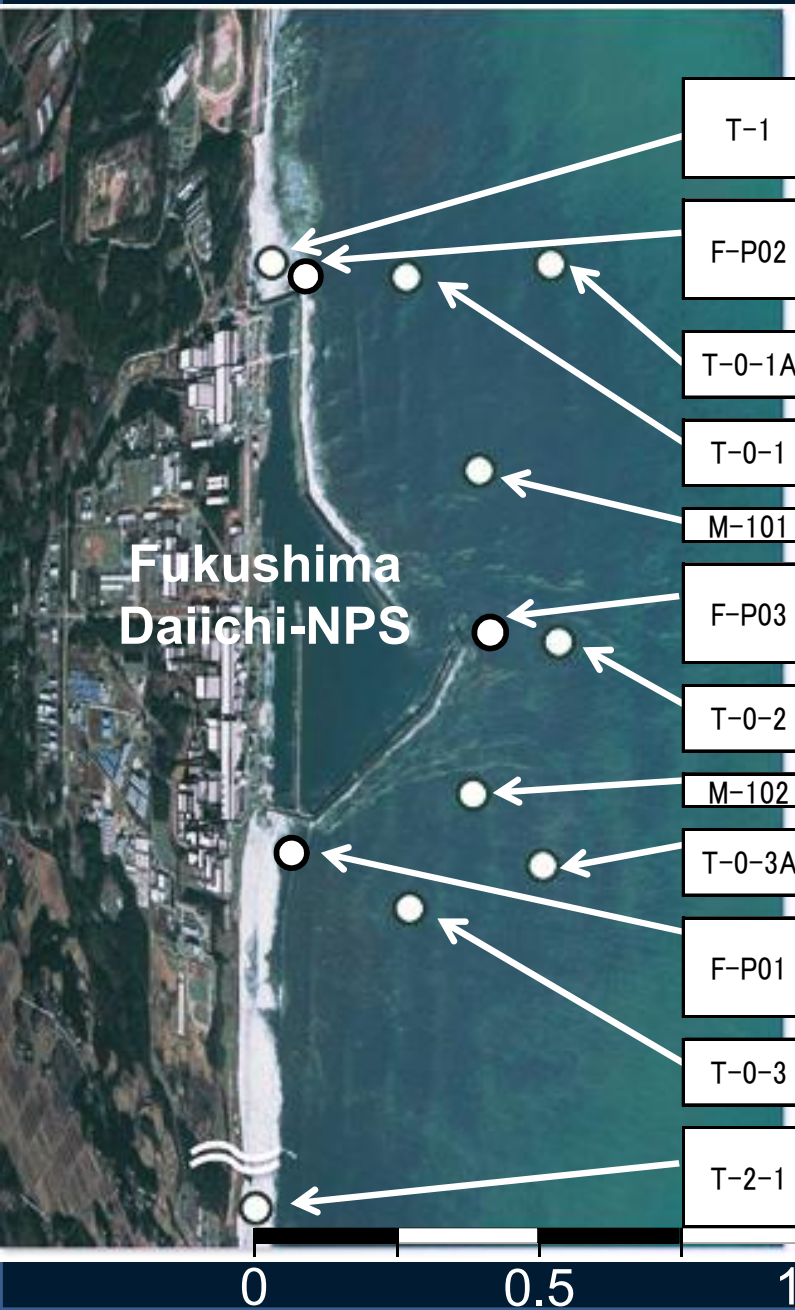 T-1
F-P02
T-0-1A
T-0-1
M-101
Fukushima
Daiichi-NPS
F-P03
T-0-2
M-102
T-0-3A
F-P01
T-0-3
T-2-1
0 0.5 1